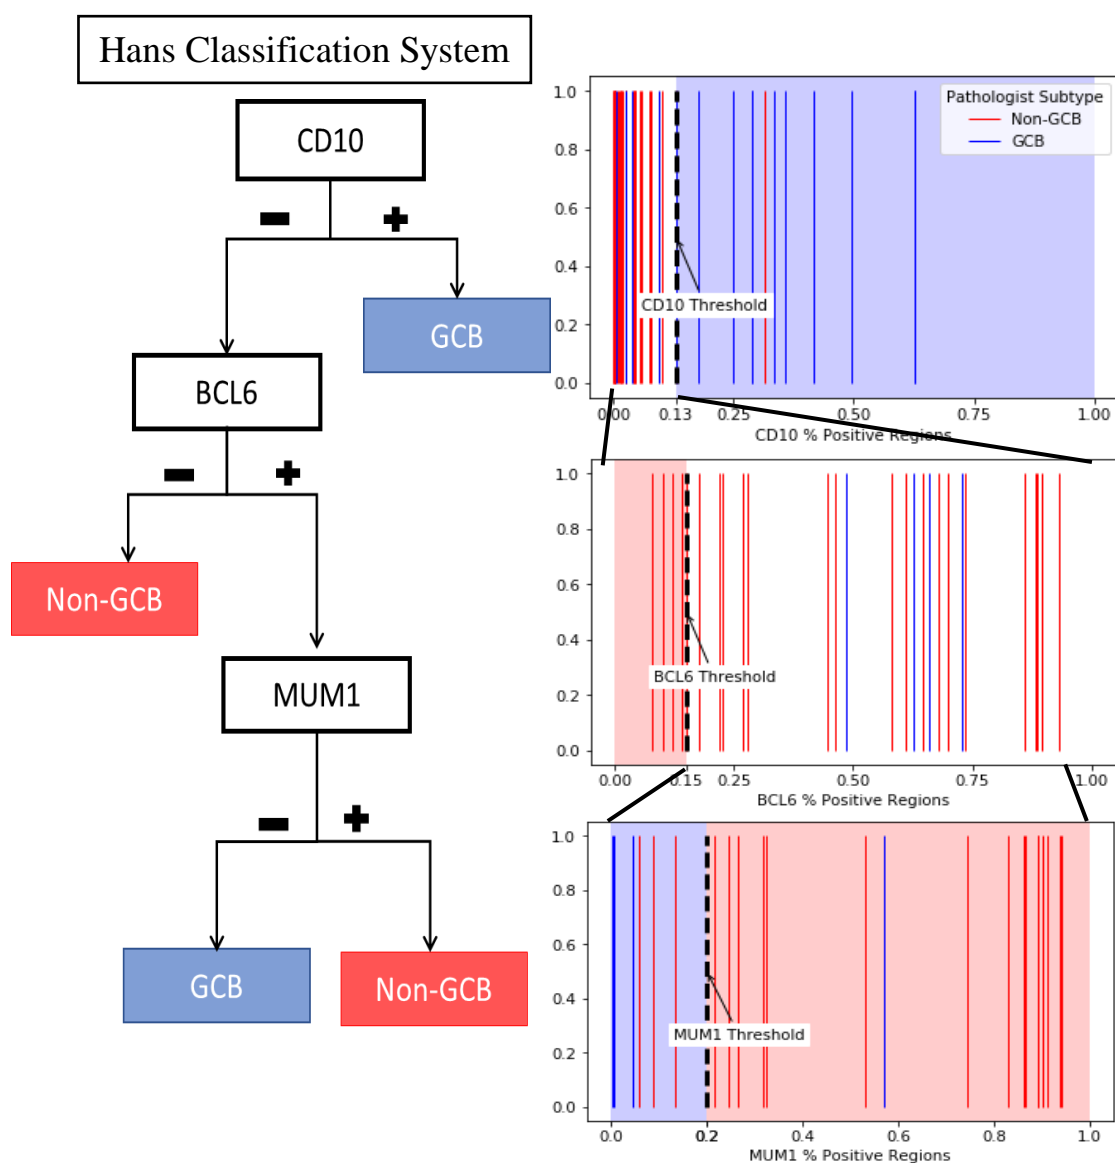 Hans Classification System
CD10
GCB
BCL6
Non-GCB
MUM1
GCB
Non-GCB
1.0
0.8
0.6
0.4
0.2
0.0
Pathologist Subtype
Non-GCB
GCB
CD10 Threshold
0.00
0.13
0.25
0.50
0.75
1.00
CD10 % Positive Regions
1.0
0.8
0.6
0.4
0.2
0.0
BCL6 Threshold
0.00
0.15
0.25
0.50
0.75
1.00
BCL6 % Positive Regions
1.0
0.8
0.6
0.4
0.2
0.0
MUM1 Threshold
0.0
0.2
0.4
0.6
0.8
1.0
MUM1 % Positive Regions